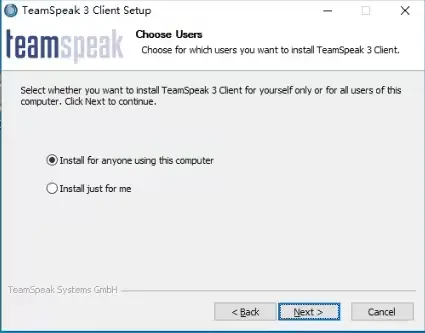 TeamSpeak 3 Client Setup
teamspeak
Choose Users
Choose for which users you want to install TeamSpeak 3 Client.
Select whether you want to install TeamSpeak 3 Client for yourself only or for all users of this
computer. Click Next to continue.
Install for anyone using this computer
Install just for me
TeamSpeak Systems GmbH
< Back
Next >
Cancel